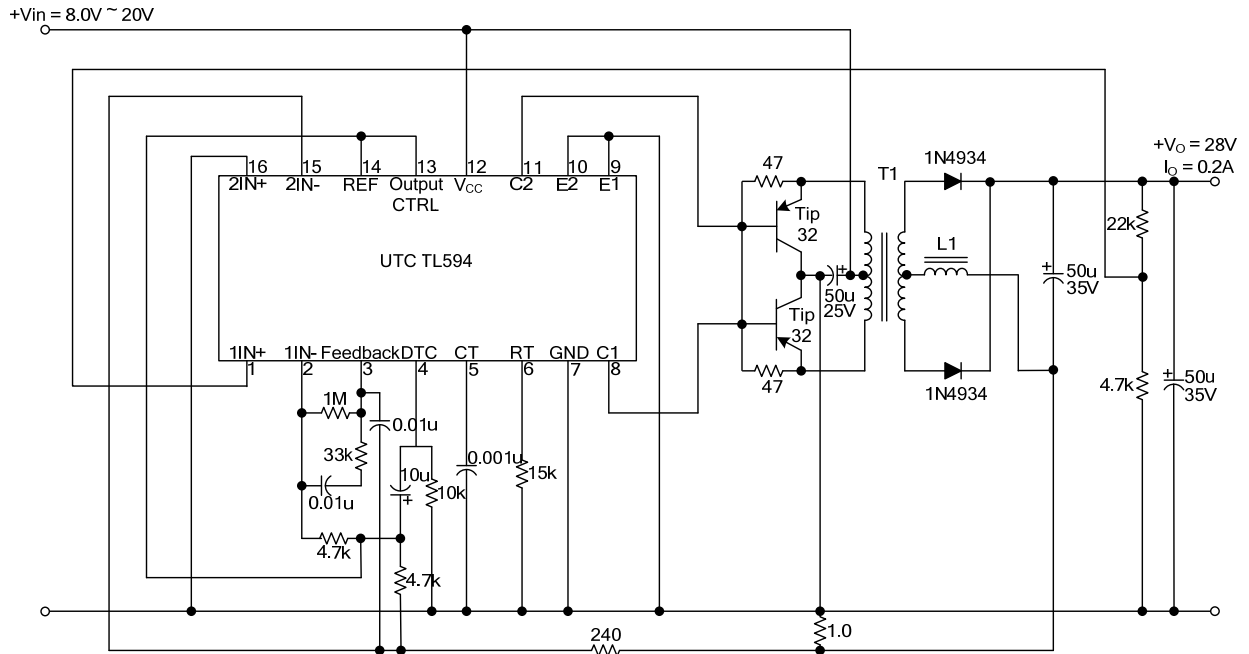 +Vin = 8.0V ~ 20V
+VO = 28V
IO = 0.2A
16 15 14 13 12 11 10 9
2IN+ 2IN- REF Output CTRL VCC C2 E2 E1
UTC TL594
1IN+ 1IN- Feedback DTC CT RT GND C1
1 2 3 4 5 6 7 8
47
Tip
32
T1
1N4934
L1
50u
25V
Tip
32
47
1N4934
50u
35V
22k
4.7k
50u
35V
1M
0.01u
33k
0.01u
10u
10k
0.001u
15k
4.7k
4.7k
240
1.0